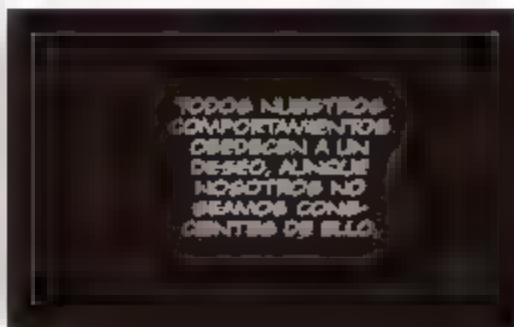 TODOS NUESTROS
COMPORTAMIENTOS
OBEDECEN A UN
DESEO, AUNQUE
NOSOTROS NO
SEAMOS CONS-
CIENTES DE ELLO.